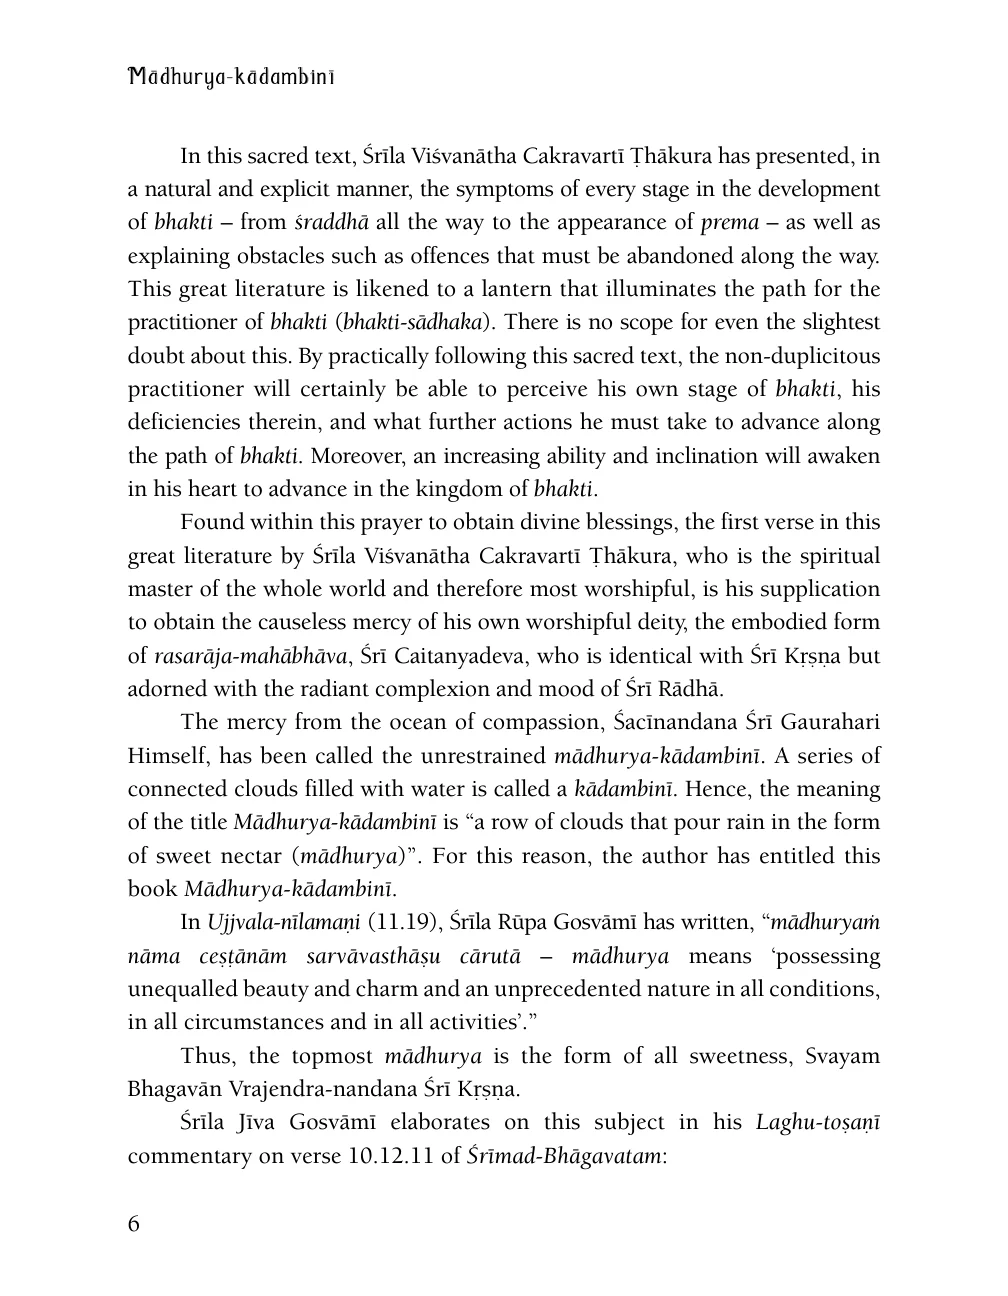 Mādhurya-kādambinī
In this sacred text, Śrīla Viśvanātha Cakravartī Ṭhākura has presented, in
a natural and explicit manner, the symptoms of every stage in the development
of bhakti – from śraddhā all the way to the appearance of prema – as well as
explaining obstacles such as offences that must be abandoned along the way.
This great literature is likened to a lantern that illuminates the path for the
practitioner of bhakti (bhakti-sādhaka). There is no scope for even the slightest
doubt about this. By practically following this sacred text, the non-duplicitous
practitioner will certainly be able to perceive his own stage of bhakti, his
deficiencies therein, and what further actions he must take to advance along
the path of bhakti. Moreover, an increasing ability and inclination will awaken
in his heart to advance in the kingdom of bhakti.
Found within this prayer to obtain divine blessings, the first verse in this
great literature by Śrīla Viśvanātha Cakravartī Ṭhākura, who is the spiritual
master of the whole world and therefore most worshipful, is his supplication
to obtain the causeless mercy of his own worshipful deity, the embodied form
of rasarāja-mahābhāva, Śrī Caitanyadeva, who is identical with Śrī Kṛṣṇa but
adorned with the radiant complexion and mood of Śrī Rādhā.
The mercy from the ocean of compassion, Śacīnandana Śrī Gaurahari
Himself, has been called the unrestrained mādhurya-kādambinī. A series of
connected clouds filled with water is called a kādambinī. Hence, the meaning
of the title Mādhurya-kādambinī is “a row of clouds that pour rain in the form
of sweet nectar (mādhurya)”. For this reason, the author has entitled this
book Mādhurya-kādambinī.
In Ujjvala-nīlamaṇi (11.19), Śrīla Rūpa Gosvāmī has written, “mādhuryaṁ
nāma ceṣṭānām sarvāvasthāṣu cārutā – mādhurya means ‘possessing
unequalled beauty and charm and an unprecedented nature in all conditions,
in all circumstances and in all activities’.”
Thus, the topmost mādhurya is the form of all sweetness, Svayam
Bhagavān Vrajendra-nandana Śrī Kṛṣṇa.
Śrīla Jīva Gosvāmī elaborates on this subject in his Laghu-toṣaṇī
commentary on verse 10.12.11 of Śrīmad-Bhāgavatam:
6